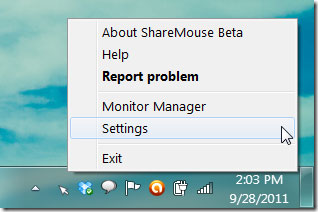 About ShareMouse Beta
Help
Report problem
Monitor Manager
Settings
Exit
2:03 PM
9/28/2011